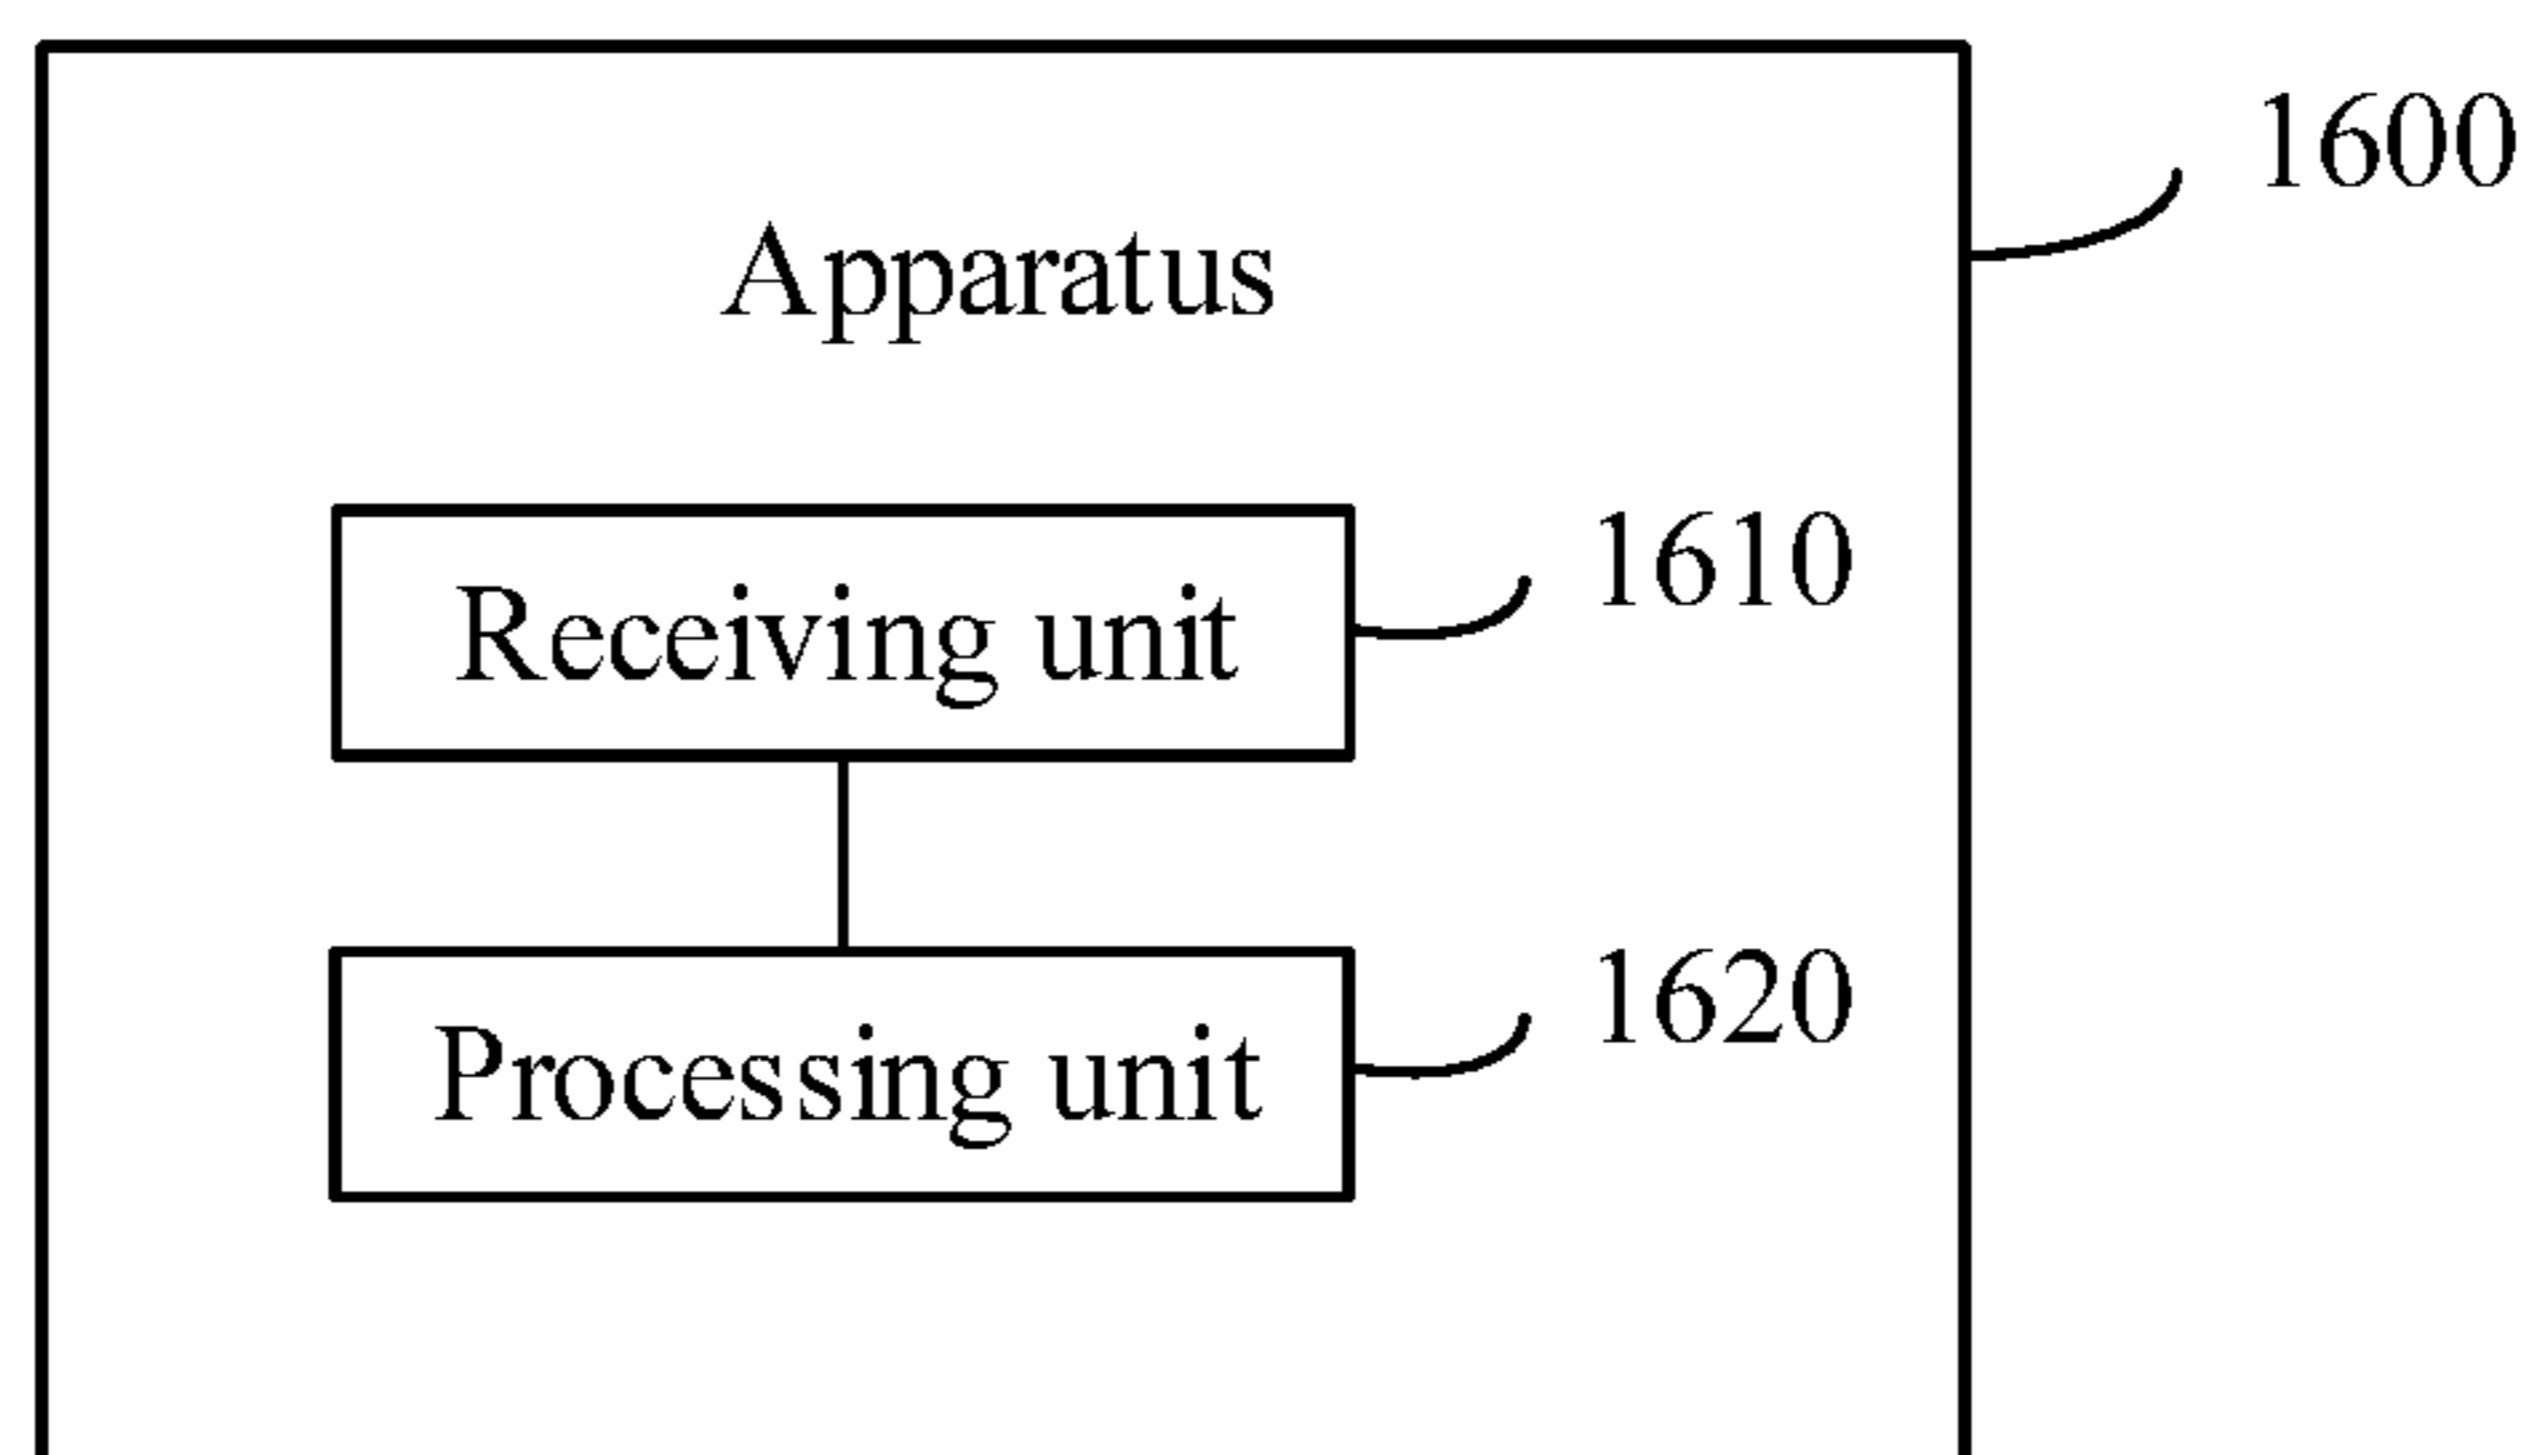 1600
Apparatus
1610
Receiving unit
1620
Processing unit